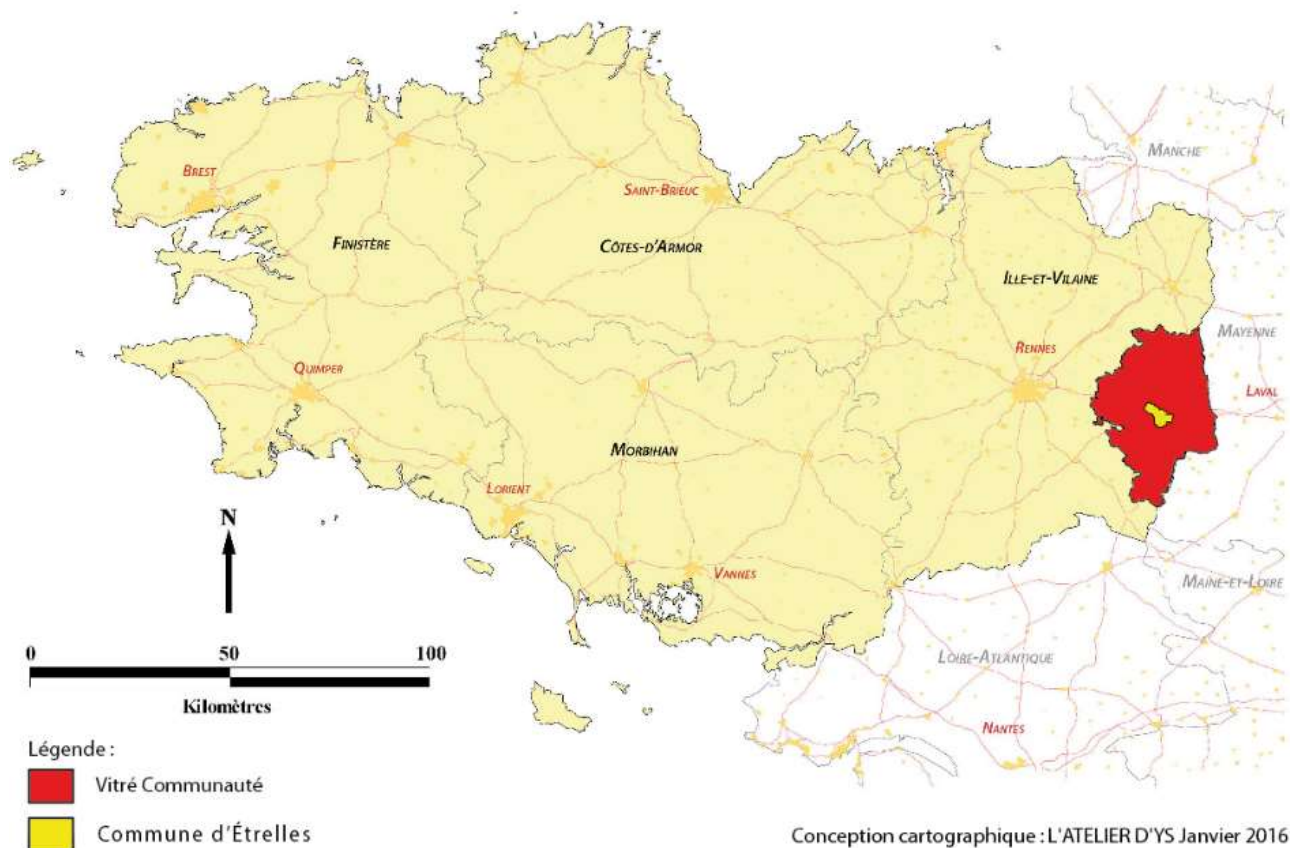 MANCHE
BREST
SAINT-BRIEUC
FINISTÈRE
CÔTES-D'ARMOR
ILLE-ET-VILAINE
MAYENNE
RENNES
QUIMPER
LAVAL
MORBIHAN
LORIENT
N
VANNES
MAINE-ET-LOIRE
0 50 100
LOIRE-ATLANTIQUE
Kilomètres
NANTES
Légende :
Vitré Communauté
Commune d'Étrelles
Conception cartographique : L'ATELIER D'YS Janvier 2016